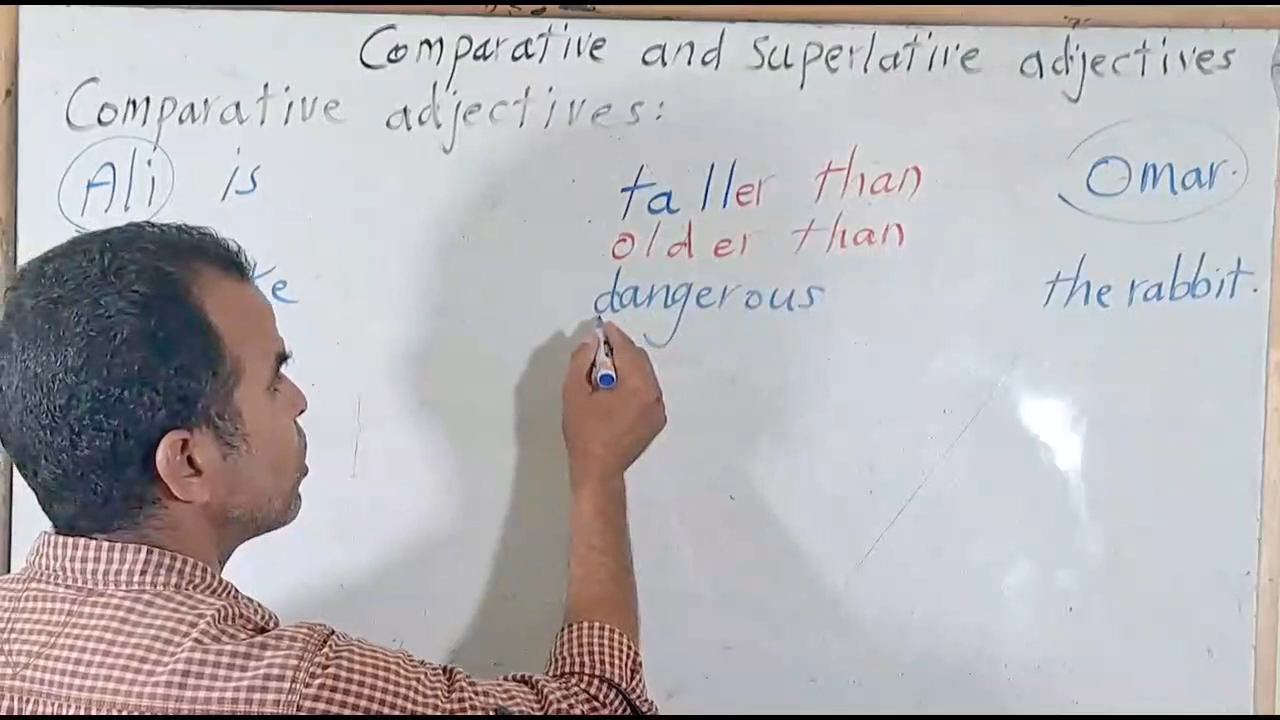 Comparative and Superlative adjectives
Comparative adjectives:
Ali is taller than Omar.
older than
dangerous the rabbit.